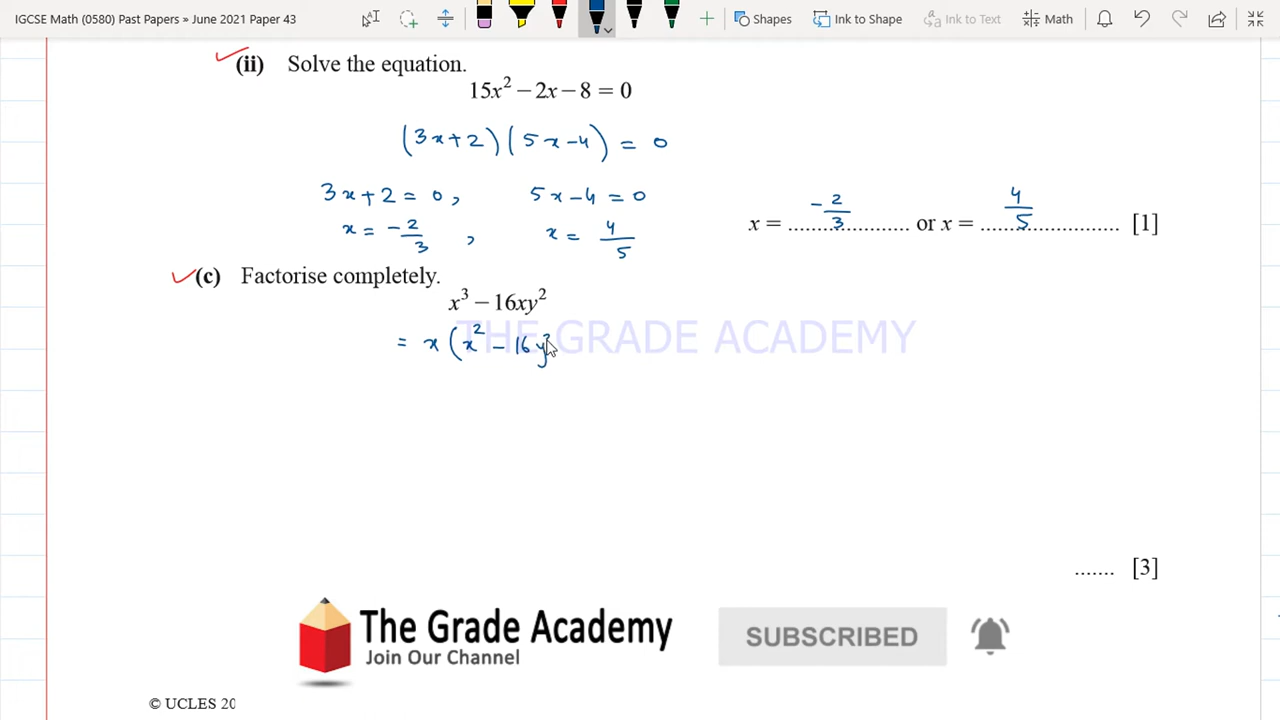 IGCSE Math (0580) Past Papers » June 2021 Paper 43
Shapes
Ink to Shape
Ink to Text
Math
(ii) Solve the equation.
15x² − 2x − 8 = 0
(3x+2)(5x−4) = 0
3x+2 = 0, 5x−4 = 0
x = −2/3, x = 4/5
x = ...−2/3... or x = ...4/5... [1]
(c) Factorise completely.
x³ − 16xy²
= x(x² − 16y²
THE GRADE ACADEMY
....... [3]
The Grade Academy
Join Our Channel
SUBSCRIBED
© UCLES 20